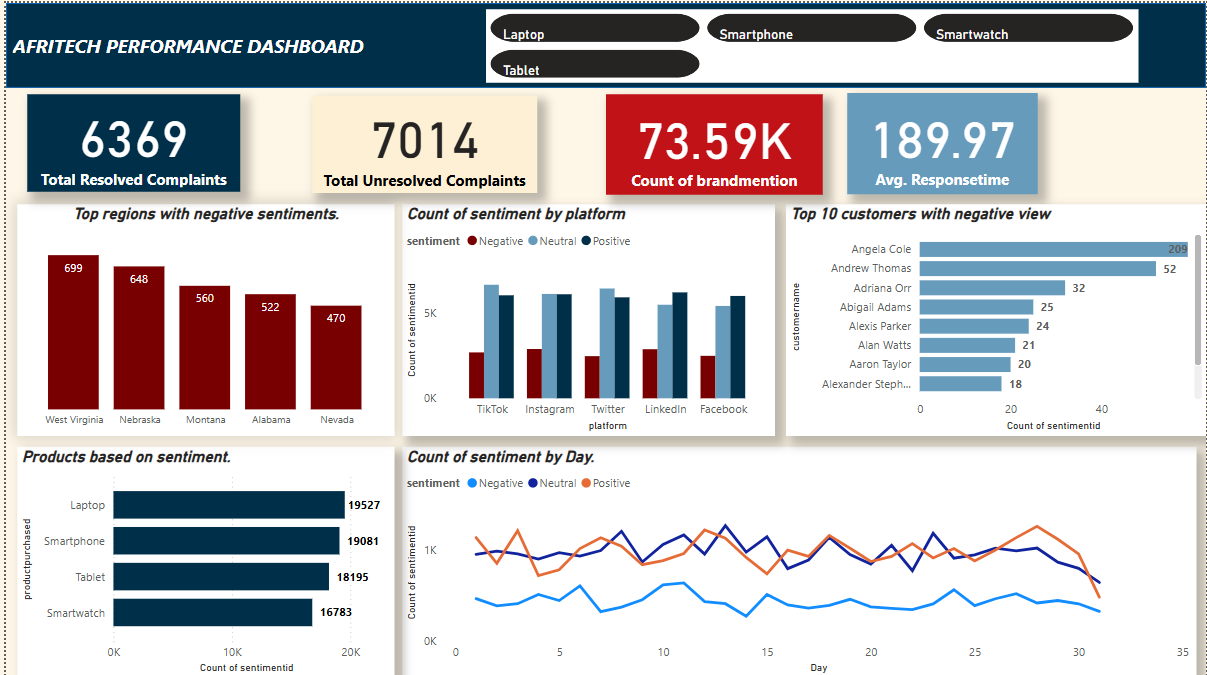 AFRITECH PERFORMANCE DASHBOARD
Laptop
Smartphone
Smartwatch
Tablet
6369
Total Resolved Complaints
7014
Total Unresolved Complaints
73.59K
Count of brandmention
189.97
Avg. Responsetime
Top regions with negative sentiments.
699
648
560
522
470
West Virginia
Nebraska
Montana
Alabama
Nevada
Count of sentiment by platform
sentiment Negative Neutral Positive
Count of sentimentid
5K
0K
TikTok
Instagram
Twitter
LinkedIn
Facebook
platform
Top 10 customers with negative view
customername
Angela Cole 209
Andrew Thomas 52
Adriana Orr 32
Abigail Adams 25
Alexis Parker 24
Alan Watts 21
Aaron Taylor 20
Alexander Steph... 18
0 20 40
Count of sentimentid
Products based on sentiment.
productpurchased
Laptop 19527
Smartphone 19081
Tablet 18195
Smartwatch 16783
0K 10K 20K
Count of sentimentid
Count of sentiment by Day.
sentiment Negative Neutral Positive
Count of sentimentid
1K
0K
0 5 10 15 20 25 30 35
Day